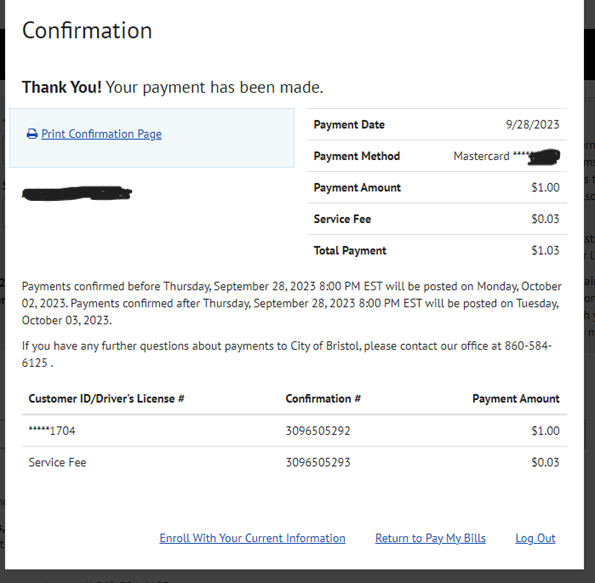 Confirmation
Thank You! Your payment has been made.
Print Confirmation Page
Payment Date 9/28/2023
Payment Method Mastercard ****
Payment Amount $1.00
Service Fee $0.03
Total Payment $1.03
Payments confirmed before Thursday, September 28, 2023 8:00 PM EST will be posted on Monday, October
02, 2023. Payments confirmed after Thursday, September 28, 2023 8:00 PM EST will be posted on Tuesday,
October 03, 2023.
If you have any further questions about payments to City of Bristol, please contact our office at 860-584-
6125 .
Customer ID/Driver's License # Confirmation # Payment Amount
*****1704 3096505292 $1.00
Service Fee 3096505293 $0.03
Enroll With Your Current Information Return to Pay My Bills Log Out